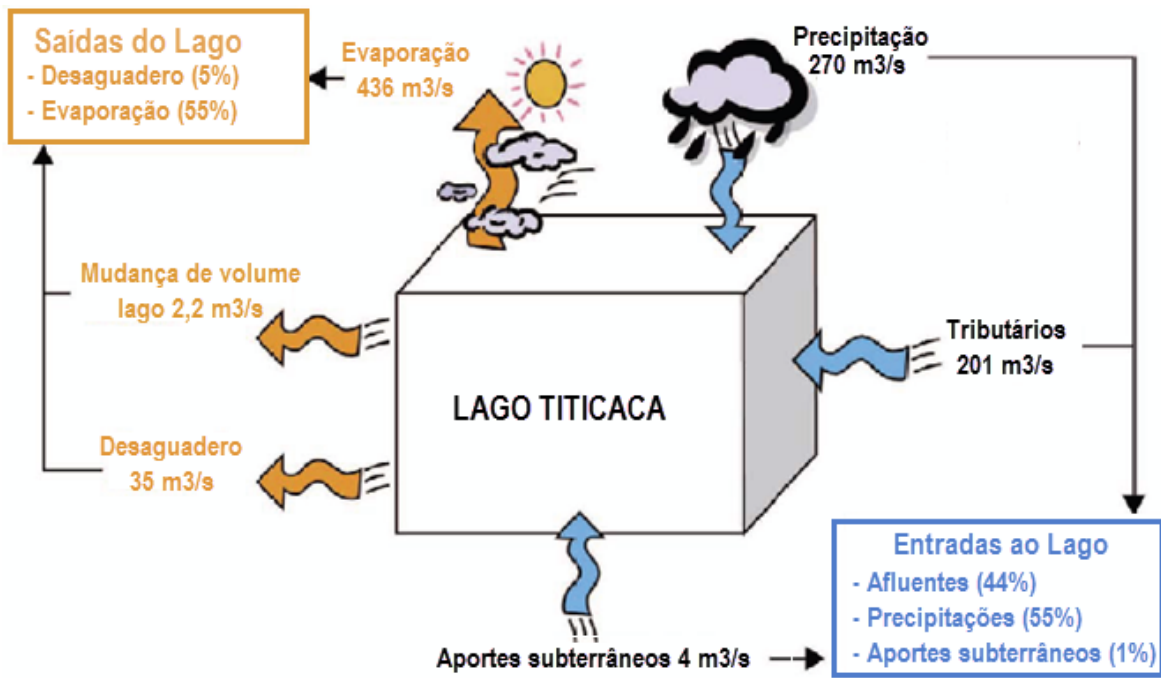 Saídas do Lago
- Desaguadero (5%)
- Evaporação (55%)
Evaporação
436 m3/s
Precipitação
270 m3/s
Mudança de volume
lago 2,2 m3/s
Tributários
201 m3/s
LAGO TITICACA
Desaguadero
35 m3/s
Entradas ao Lago
- Afluentes (44%)
- Precipitações (55%)
- Aportes subterrâneos (1%)
Aportes subterrâneos 4 m3/s